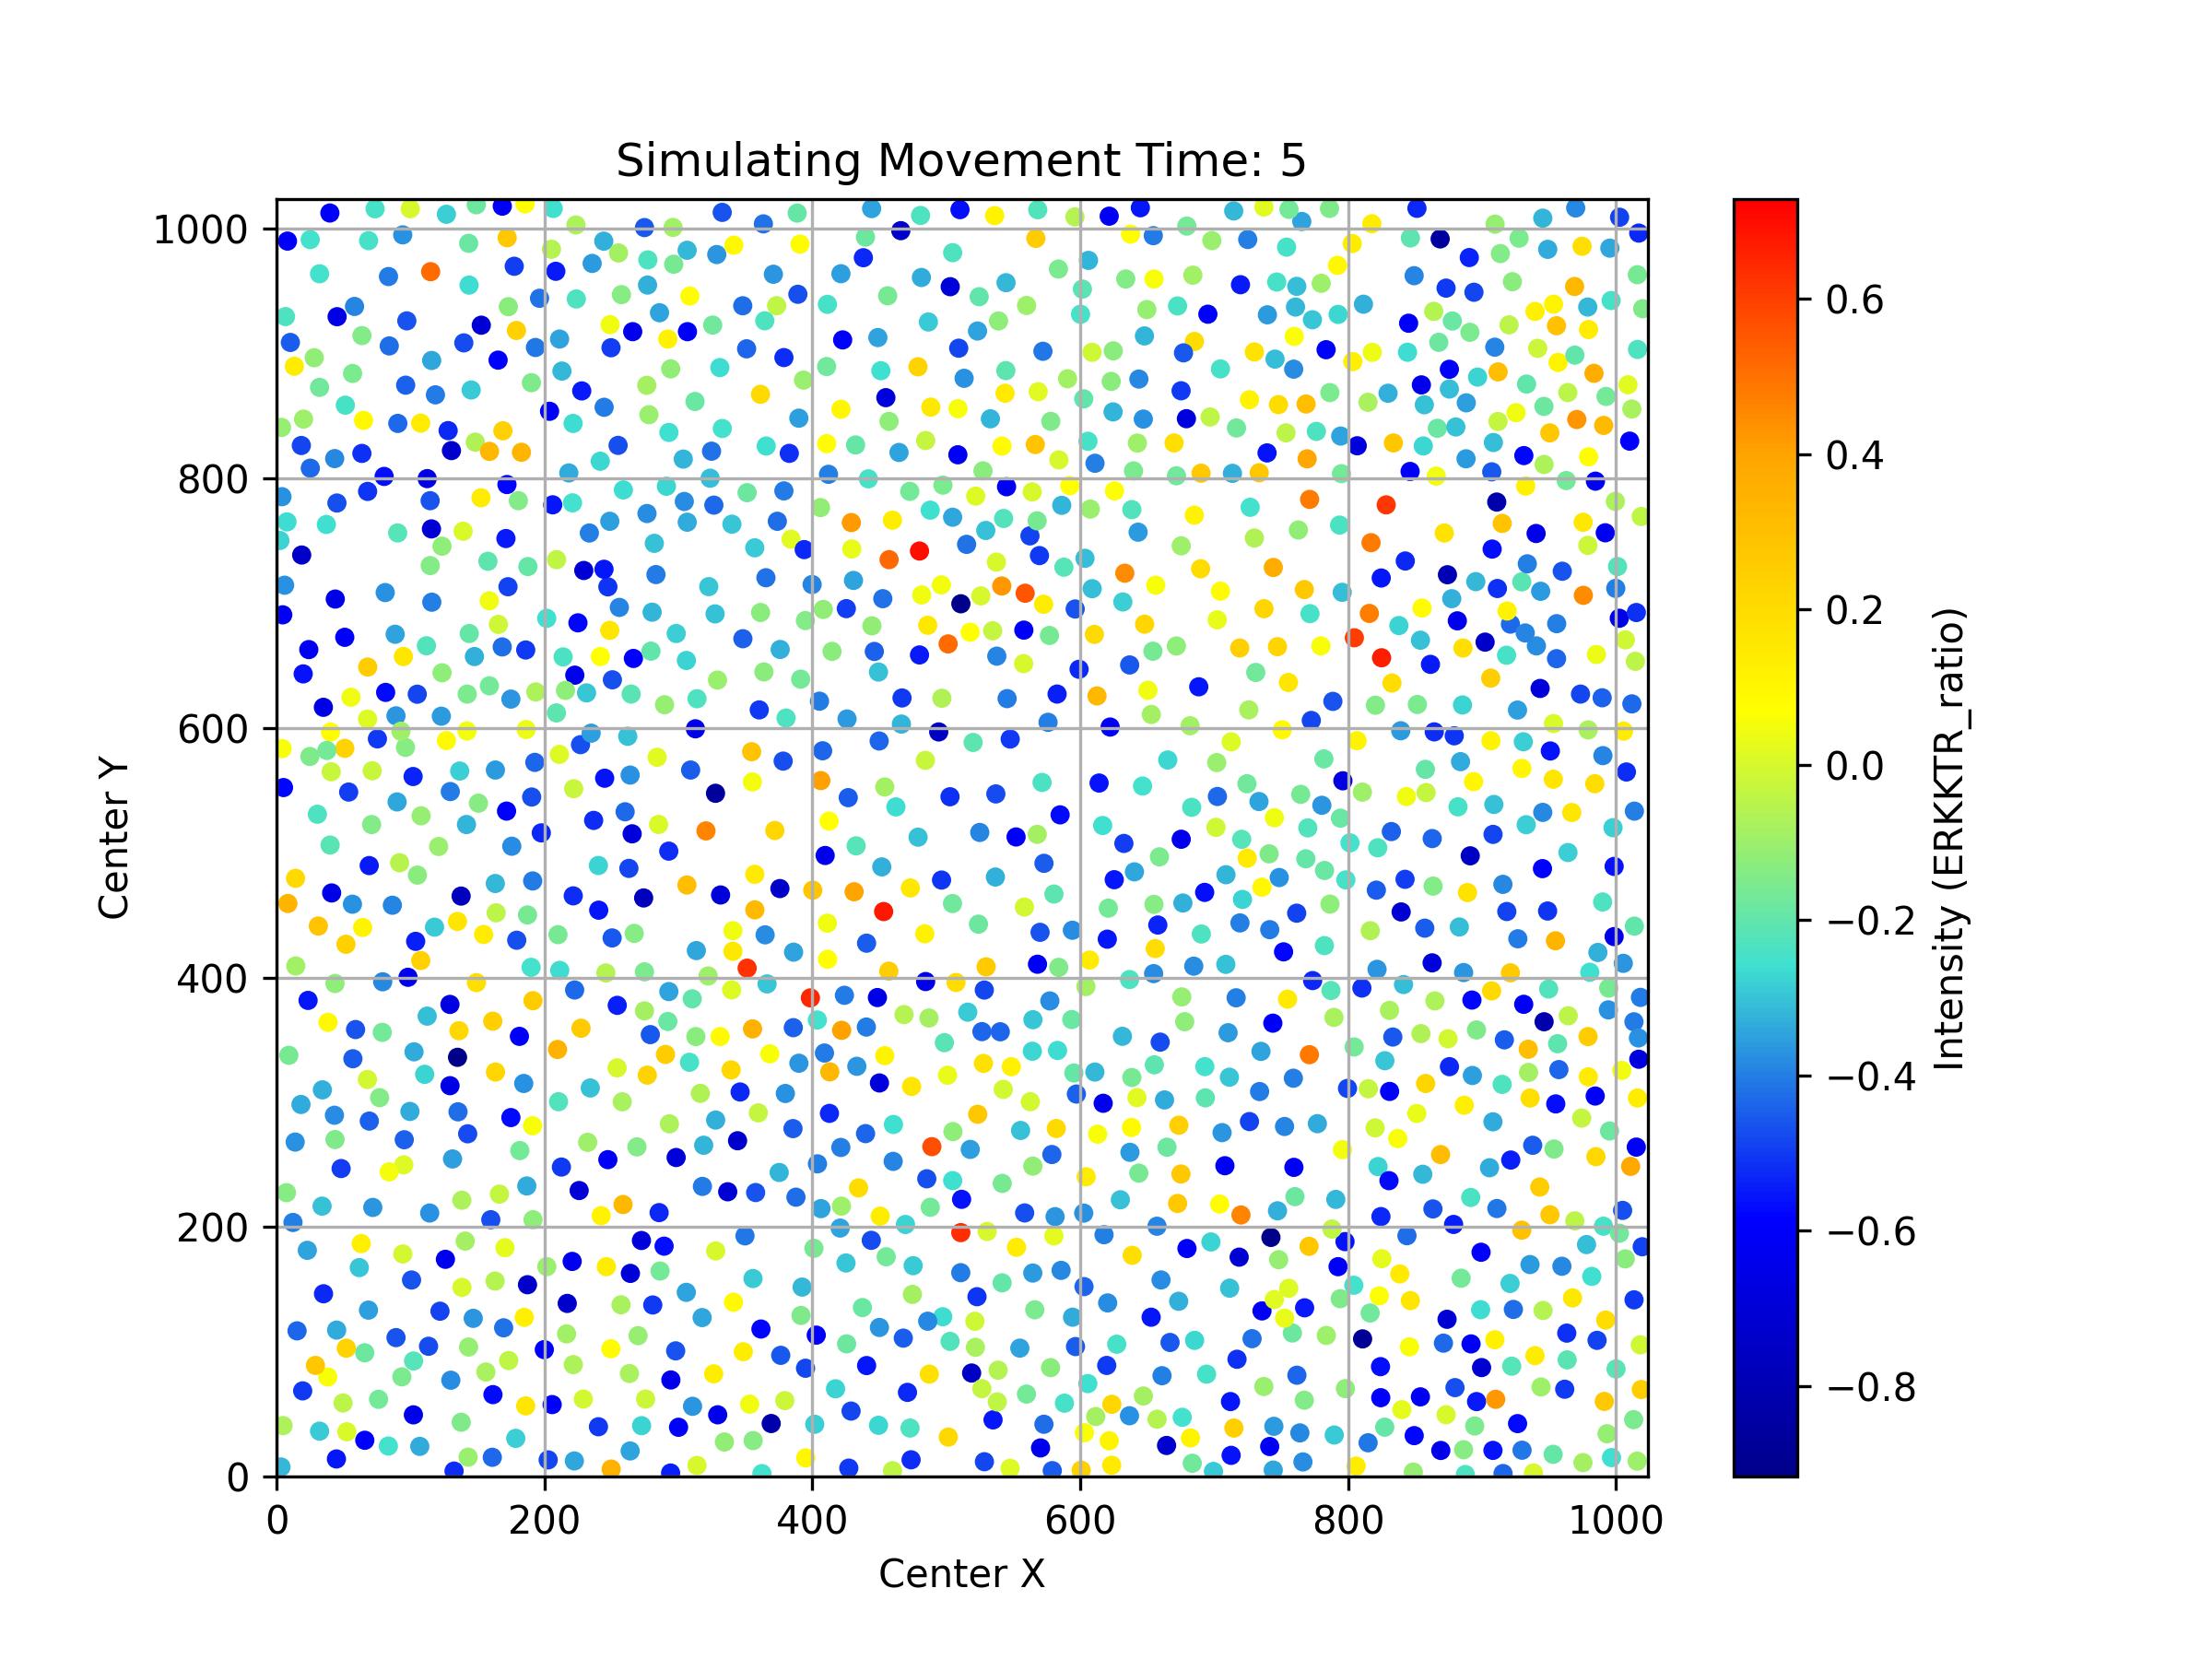 Simulating Movement Time: 5
1000
800
600
400
200
0
Center Y
0 200 400 600 800 1000
Center X
0.6
0.4
0.2
0.0
−0.2
−0.4
−0.6
−0.8
Intensity (ERKKTR_ratio)